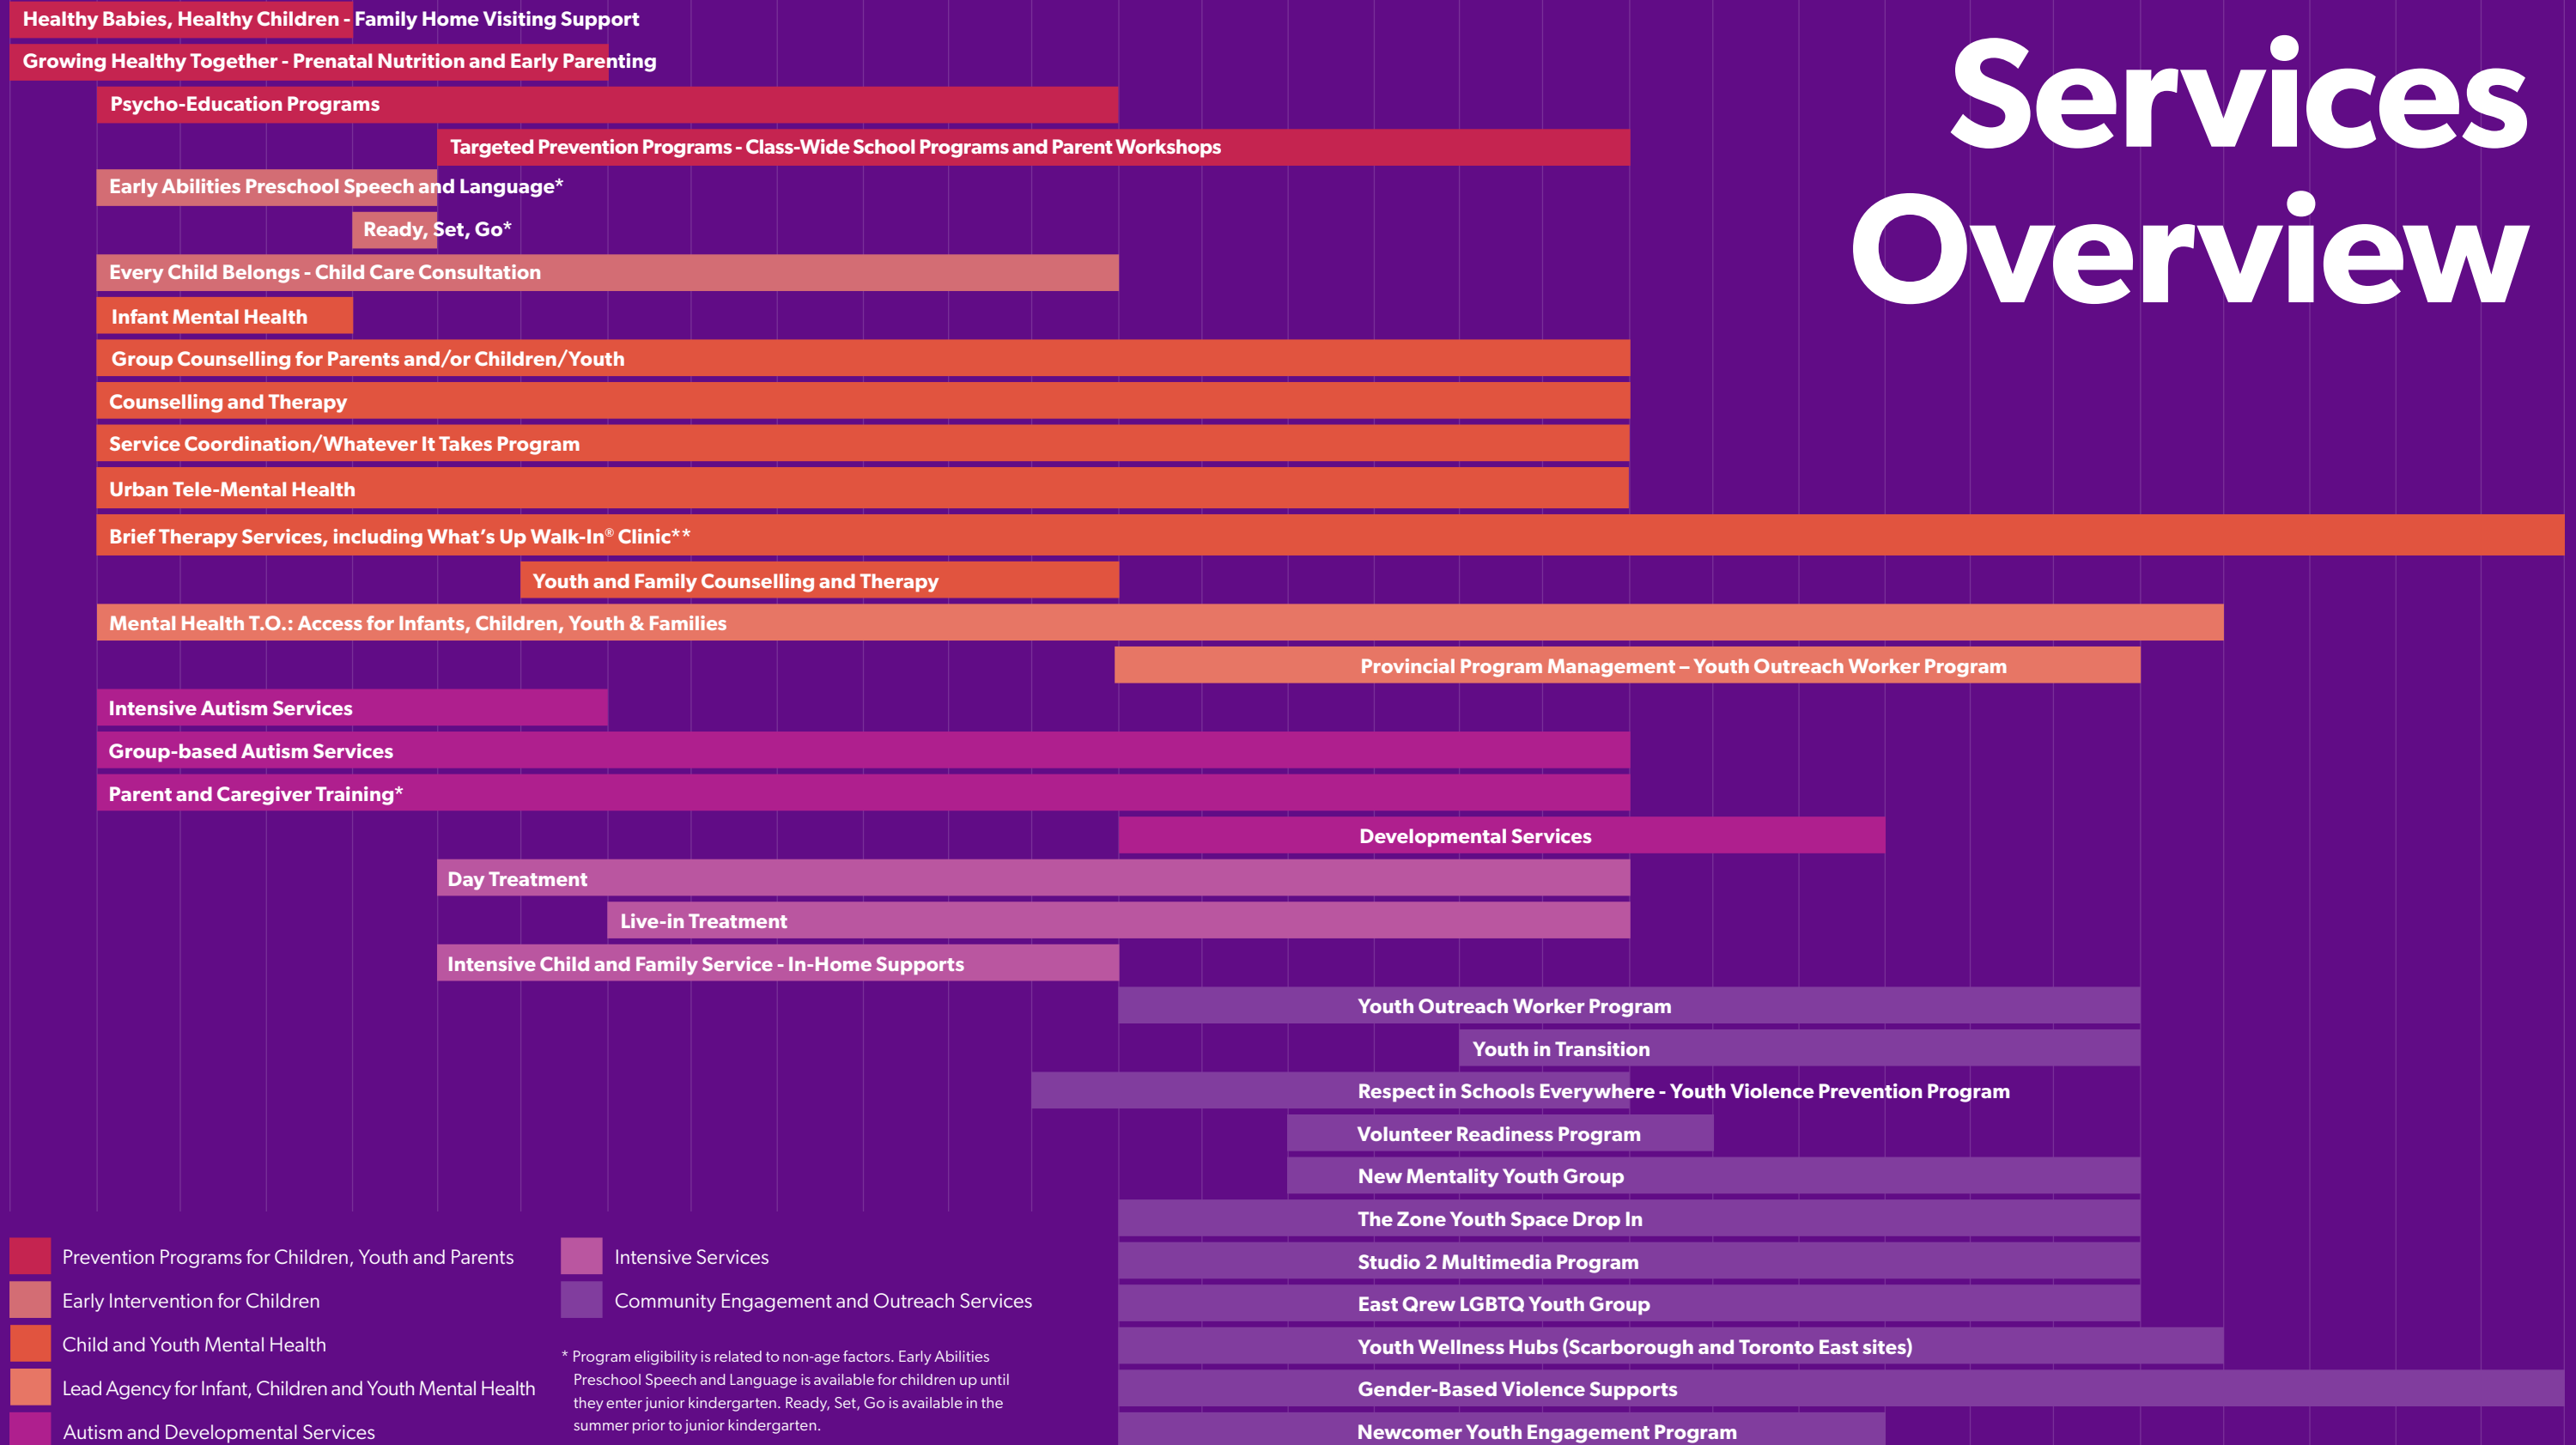 Services
Overview
Healthy Babies, Healthy Children - Family Home Visiting Support
Growing Healthy Together - Prenatal Nutrition and Early Parenting
Psycho-Education Programs
Targeted Prevention Programs - Class-Wide School Programs and Parent Workshops
Early Abilities Preschool Speech and Language*
Ready, Set, Go*
Every Child Belongs - Child Care Consultation
Infant Mental Health
Group Counselling for Parents and/or Children/Youth
Counselling and Therapy
Service Coordination/Whatever It Takes Program
Urban Tele-Mental Health
Brief Therapy Services, including What’s Up Walk-In® Clinic**
Youth and Family Counselling and Therapy
Mental Health T.O.: Access for Infants, Children, Youth & Families
Provincial Program Management – Youth Outreach Worker Program
Intensive Autism Services
Group-based Autism Services
Parent and Caregiver Training*
Developmental Services
Day Treatment
Live-in Treatment
Intensive Child and Family Service - In-Home Supports
Youth Outreach Worker Program
Youth in Transition
Respect in Schools Everywhere - Youth Violence Prevention Program
Volunteer Readiness Program
New Mentality Youth Group
The Zone Youth Space Drop In
Studio 2 Multimedia Program
East Qrew LGBTQ Youth Group
Youth Wellness Hubs (Scarborough and Toronto East sites)
Gender-Based Violence Supports
Newcomer Youth Engagement Program
Prevention Programs for Children, Youth and Parents
Early Intervention for Children
Child and Youth Mental Health
Lead Agency for Infant, Children and Youth Mental Health
Autism and Developmental Services
Intensive Services
Community Engagement and Outreach Services
* Program eligibility is related to non-age factors. Early Abilities
Preschool Speech and Language is available for children up until
they enter junior kindergarten. Ready, Set, Go is available in the
summer prior to junior kindergarten.